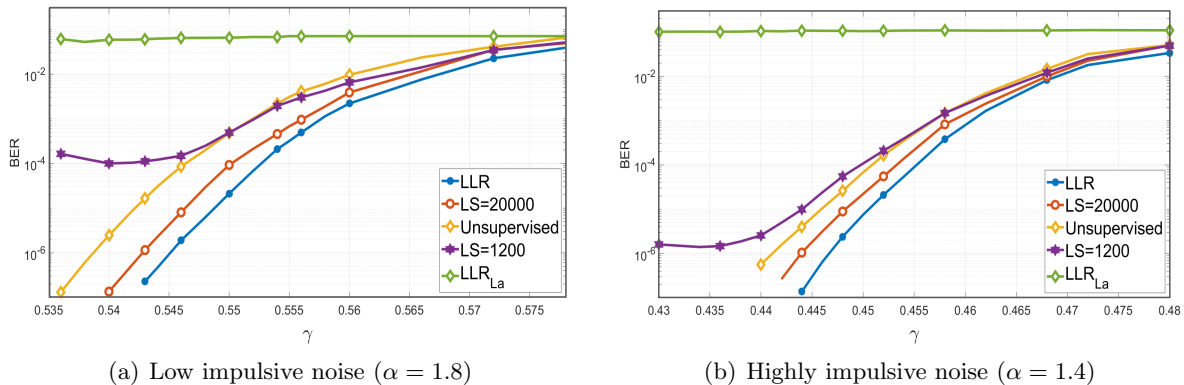 BER
10^-2
10^-4
10^-6
LLR
LS=20000
Unsupervised
LS=1200
LLR_La
0.535 0.54 0.545 0.55 0.555 0.56 0.565 0.57 0.575
γ
(a) Low impulsive noise (α = 1.8)
BER
10^-2
10^-4
10^-6
LLR
LS=20000
Unsupervised
LS=1200
LLR_La
0.43 0.435 0.44 0.445 0.45 0.455 0.46 0.465 0.47 0.475 0.48
γ
(b) Highly impulsive noise (α = 1.4)